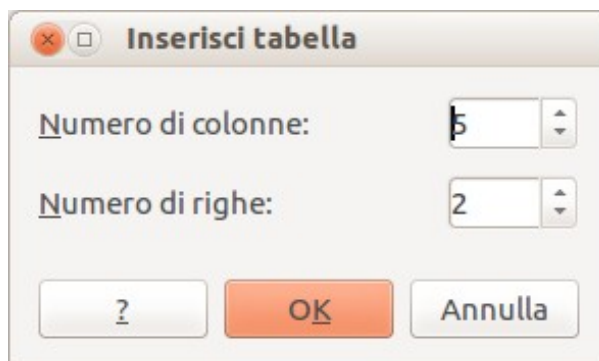 Inserisci tabella
Numero di colonne: 5
Numero di righe: 2
? OK Annulla